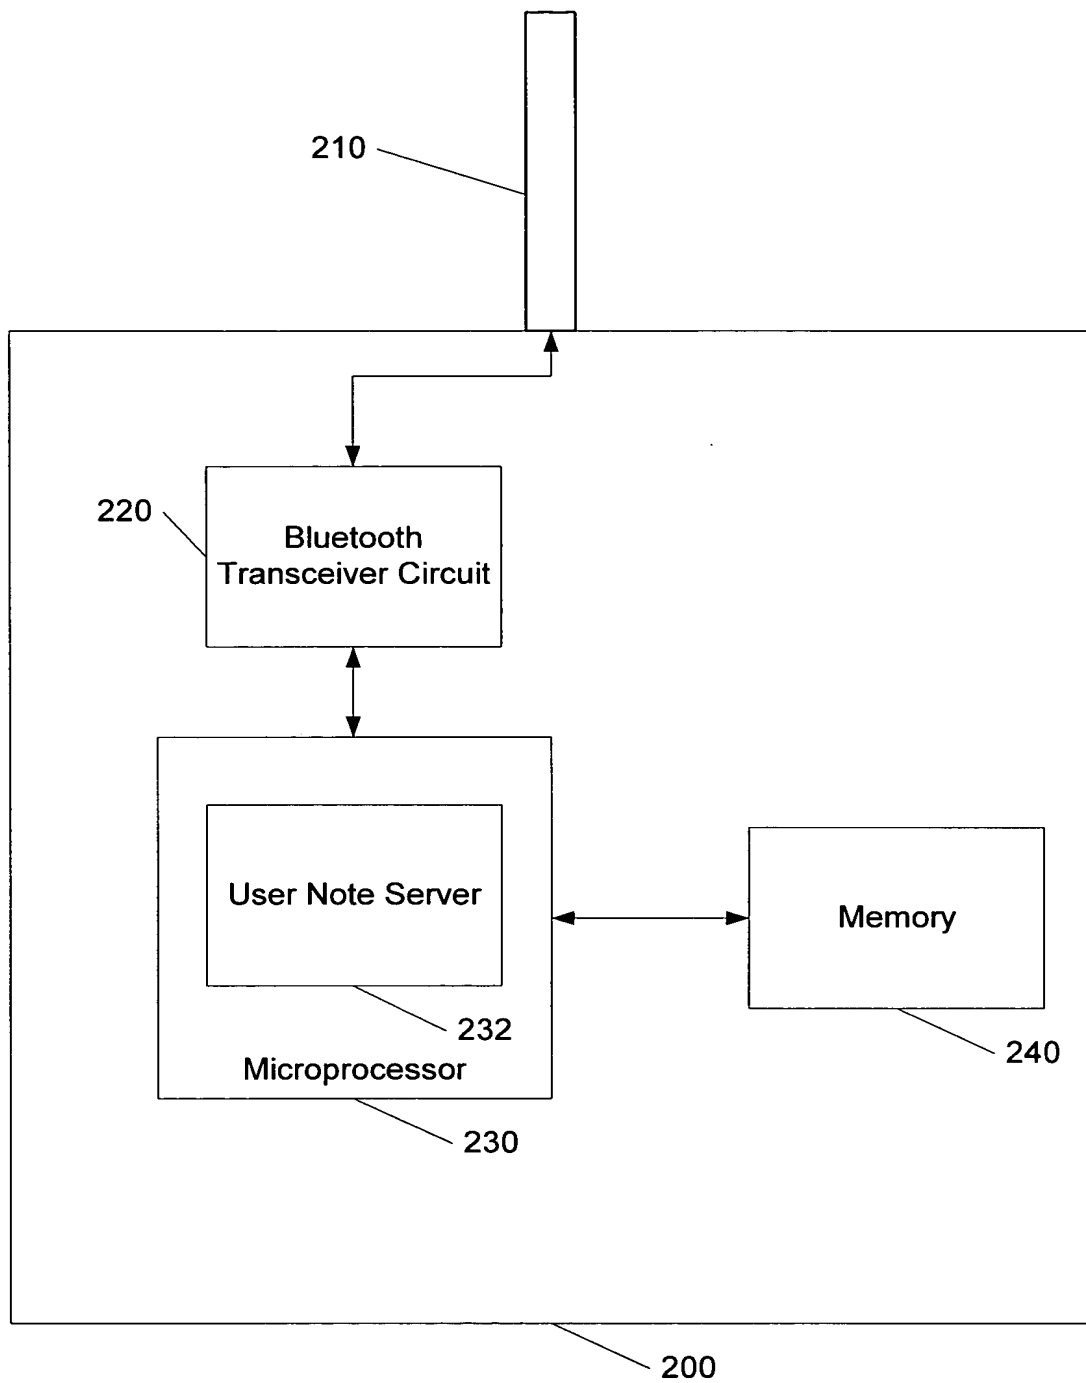 210
220
Bluetooth
Transceiver Circuit
User Note Server
Memory
232
240
Microprocessor
230
200